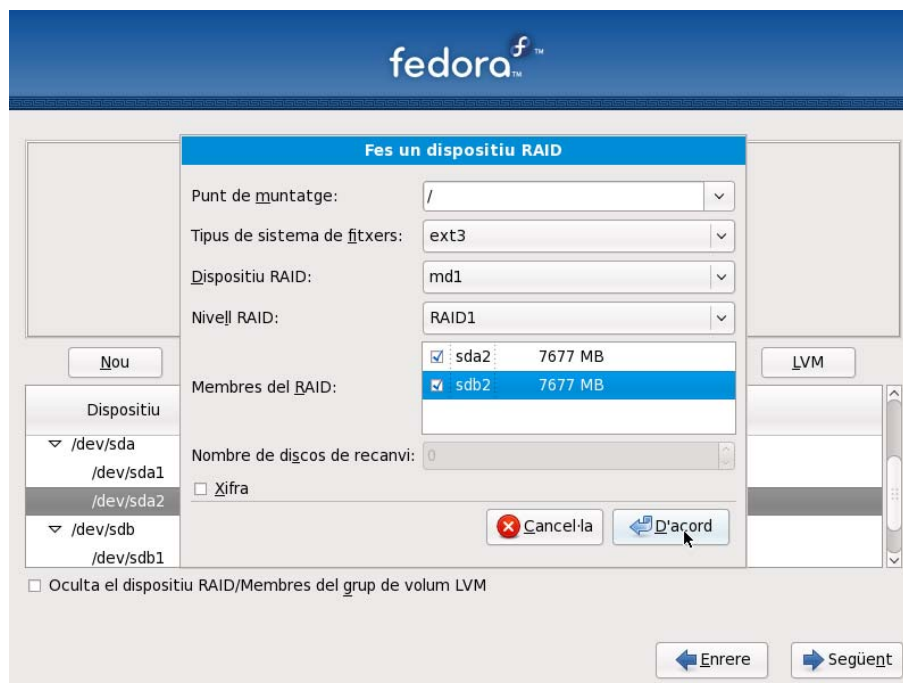 fedora™
Fes un dispositiu RAID
Punt de muntatge: /
Tipus de sistema de fitxers: ext3
Dispositiu RAID: md1
Nivell RAID: RAID1
Nou
LVM
Membres del RAID:
sda2 7677 MB
sdb2 7677 MB
Dispositiu
/dev/sda
/dev/sda1
/dev/sda2
/dev/sdb
/dev/sdb1
Nombre de discos de recanvi: 0
Xifra
Cancel·la
D'acord
Oculta el dispositiu RAID/Membres del grup de volum LVM
Enrere
Següent